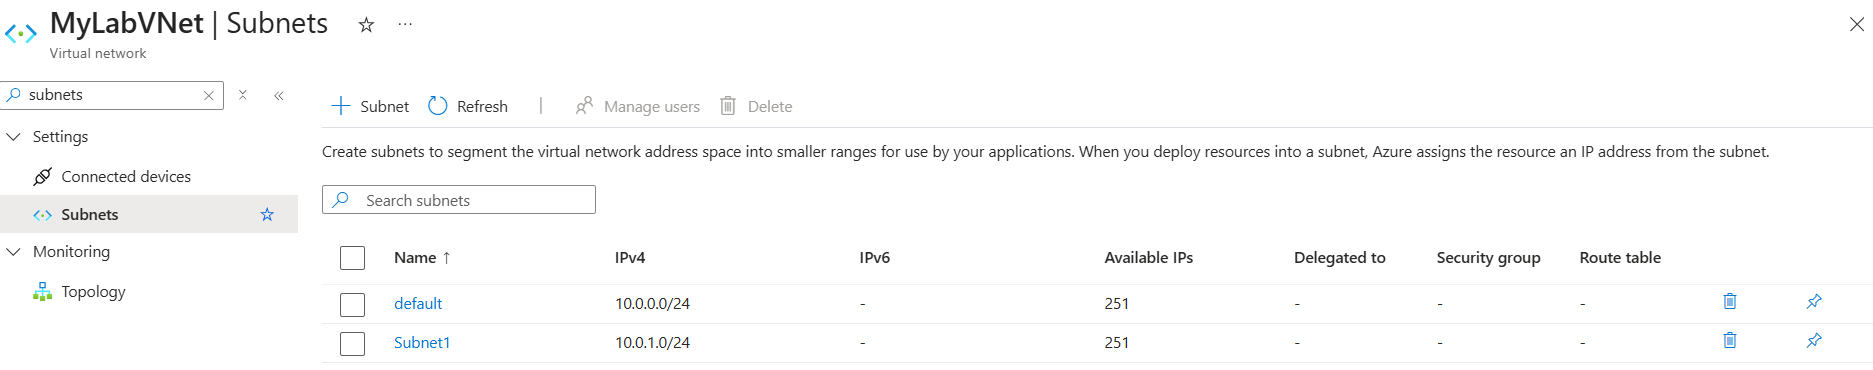 MyLabVNet | Subnets
Virtual network
subnets
Settings
Connected devices
Subnets
Monitoring
Topology
Subnet Refresh | Manage users Delete
Create subnets to segment the virtual network address space into smaller ranges for use by your applications. When you deploy resources into a subnet, Azure assigns the resource an IP address from the subnet.
Search subnets
Name ↑ IPv4 IPv6 Available IPs Delegated to Security group Route table
default 10.0.0.0/24 - 251 - - -
Subnet1 10.0.1.0/24 - 251 - - -